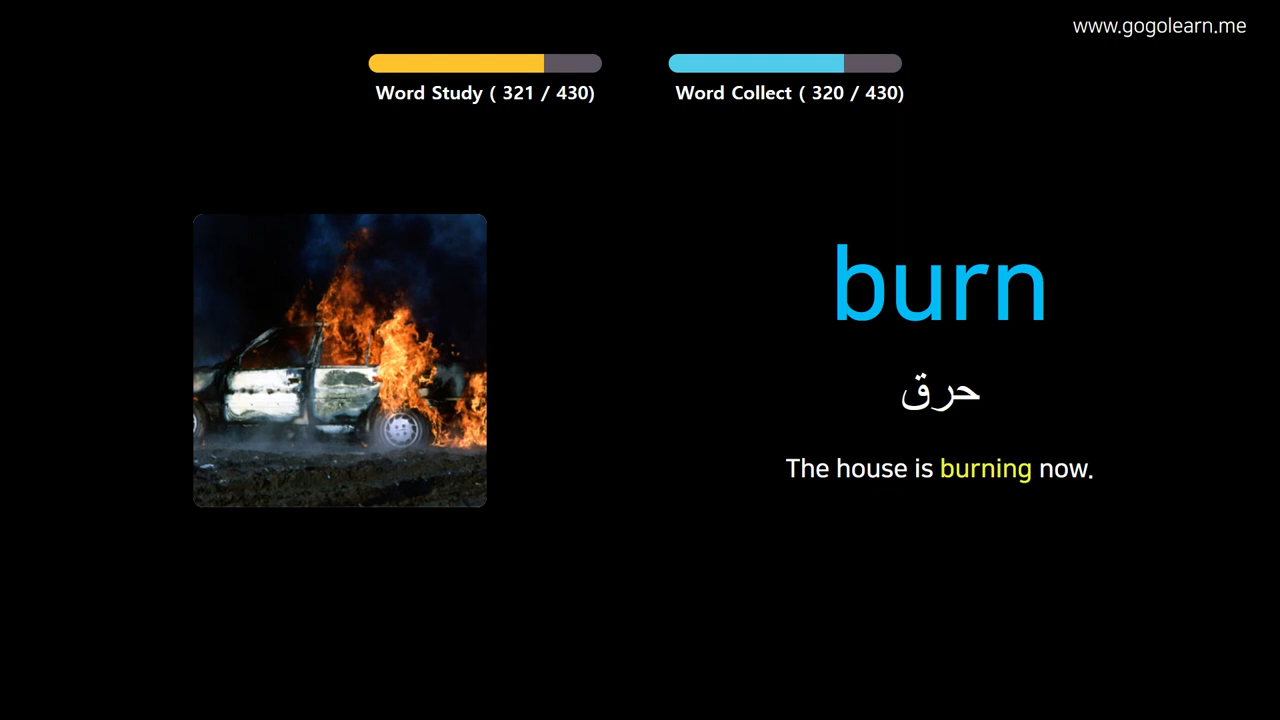 www.gogolearn.me
Word Study ( 321 / 430)
Word Collect ( 320 / 430)
burn
حرق
The house is burning now.